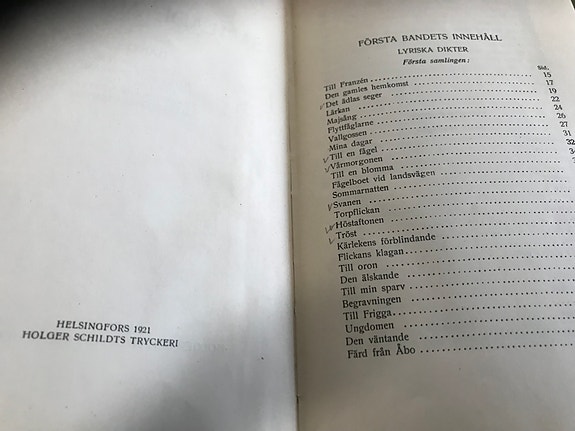 HELSINGFORS 1921
HOLGER SCHILDTS TRYCKERI
FÖRSTA BANDETS INNEHÅLL
LYRISKA DIKTER
Första samlingen:
Sid.
Till Franzén 15
Den gamles hemkomst 17
Det ädlas seger 19
Lärkan 22
Majsång 24
Flyttfåglarne 26
Vallgossen 27
Mina dagar 31
Till en fågel 32
Vårmorgonen
Till en blomma
Fågelboet vid landsvägen
Sommarnatten
Svanen
Torpflickan
Höstaftonen
Tröst
Kärlekens förblindande
Flickans klagan
Till oron
Den älskande
Till min sparv
Begravningen
Till Frigga
Ungdomen
Den väntande
Färd från Åbo